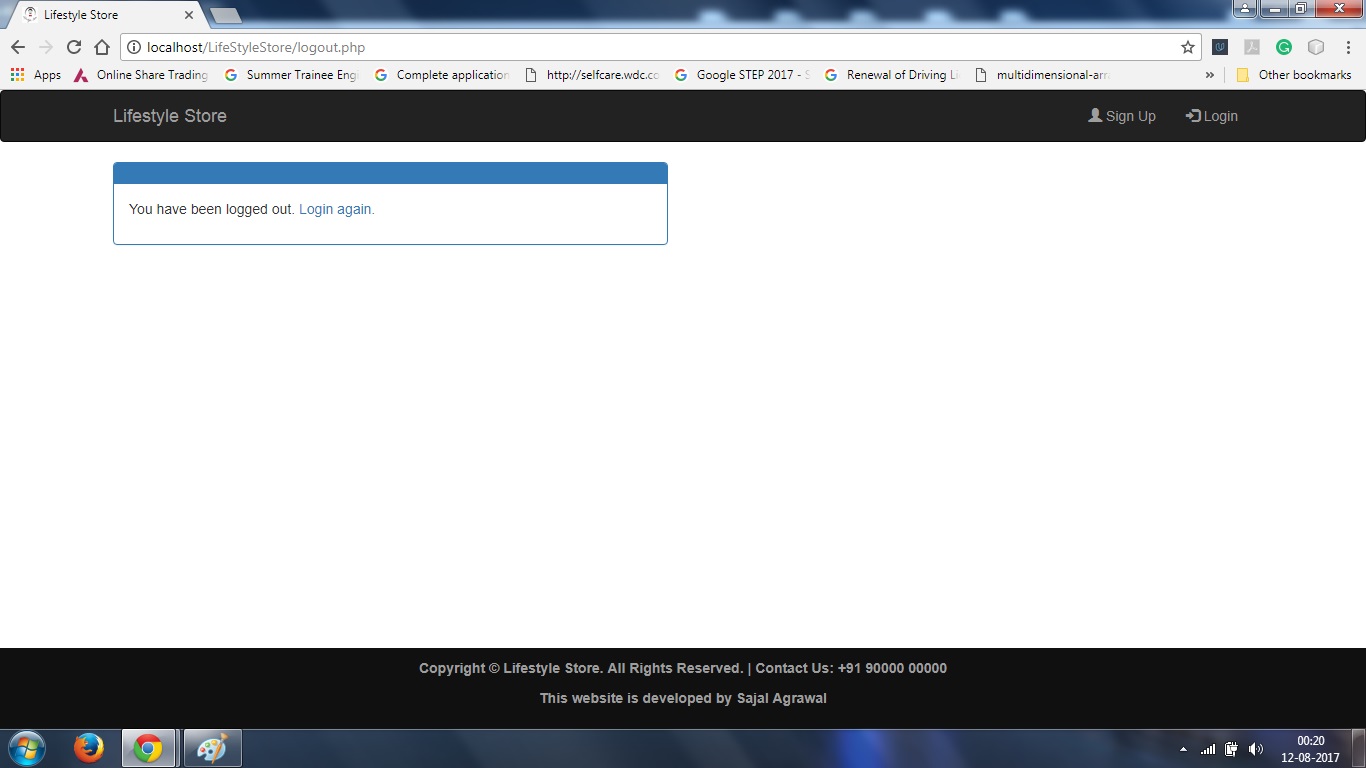 Lifestyle Store
localhost/LifeStyleStore/logout.php
Apps Online Share Trading Summer Trainee Eng Complete application http://selfcare.wdc.co Google STEP 2017 - S Renewal of Driving Li multidimensional-arr » Other bookmarks
Lifestyle Store Sign Up Login
You have been logged out. Login again.
Copyright © Lifestyle Store. All Rights Reserved. | Contact Us: +91 90000 00000
This website is developed by Sajal Agrawal
00:20
12-08-2017